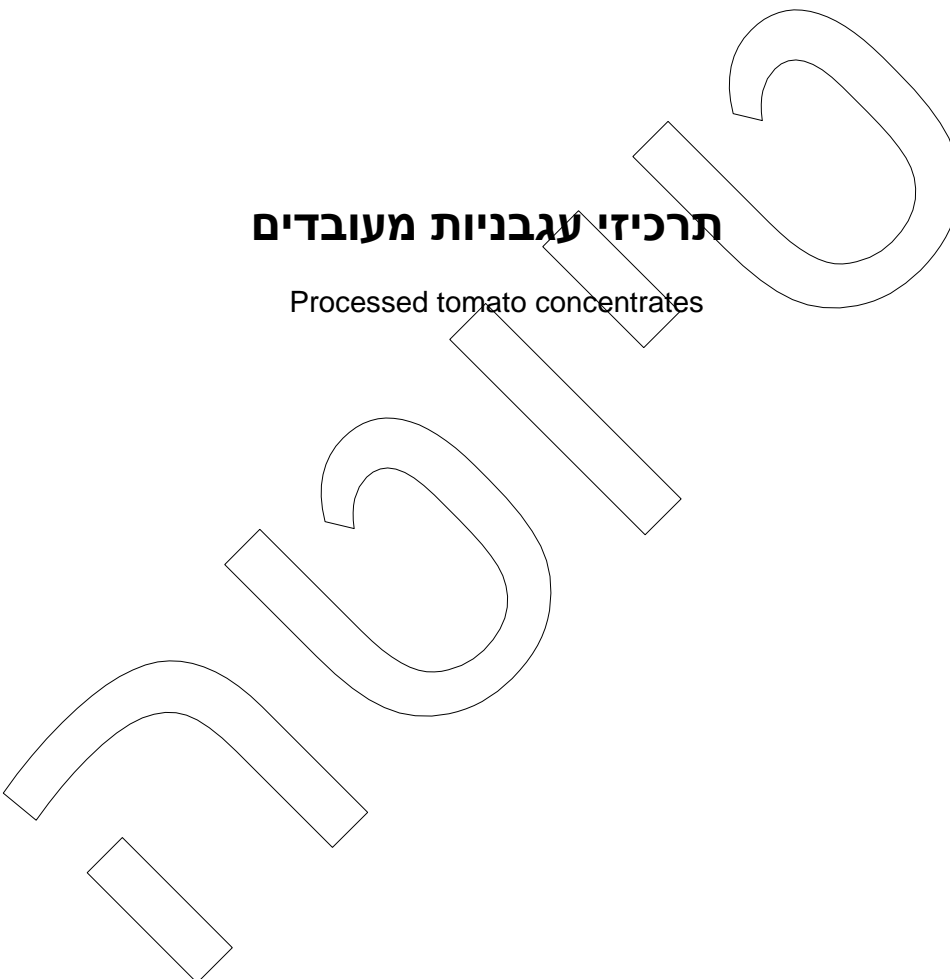 תרכיזי עגבניות מעובדים
Processed tomato concentrates
טיוטה